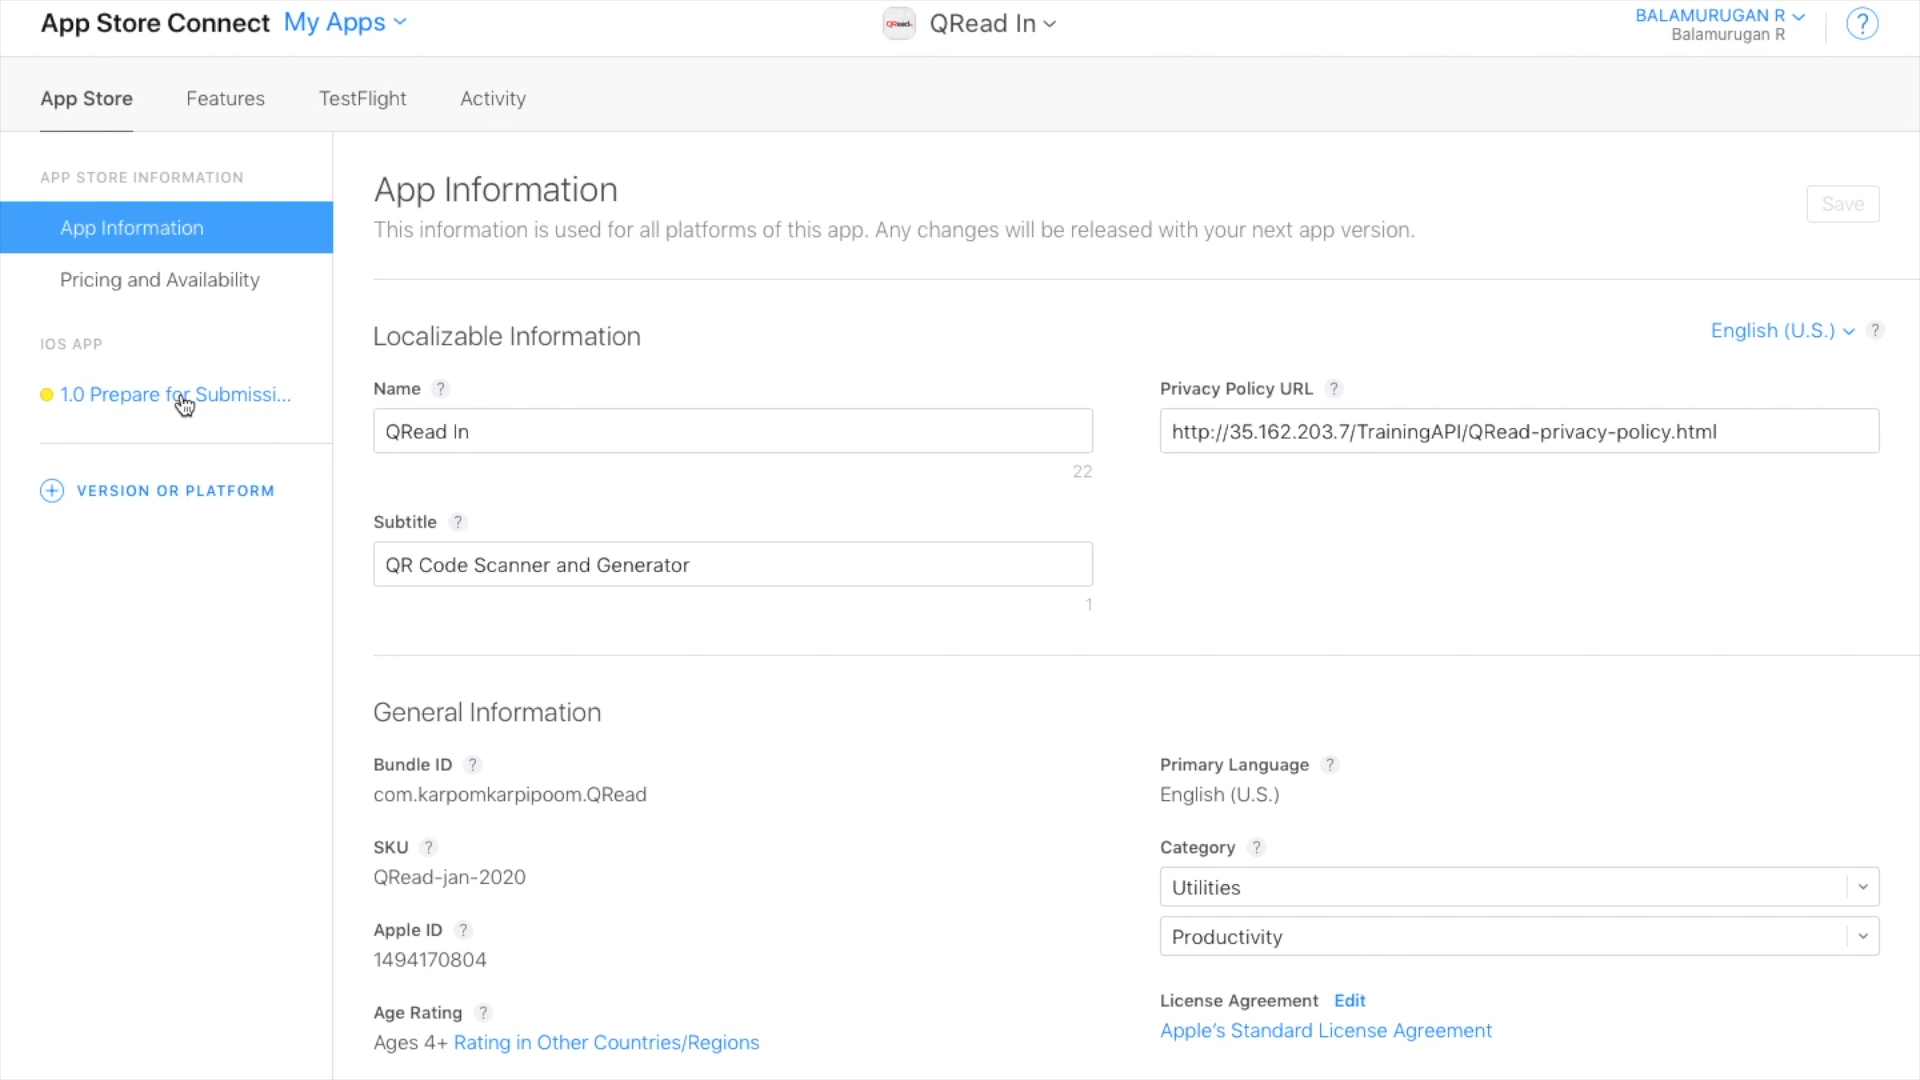 App Store Connect My Apps
QRead.
QRead In
BALAMURUGAN R
Balamurugan R
?
App Store Features TestFlight Activity
APP STORE INFORMATION
App Information
Pricing and Availability
IOS APP
1.0 Prepare for Submissi...
VERSION OR PLATFORM
App Information
This information is used for all platforms of this app. Any changes will be released with your next app version.
Save
Localizable Information
English (U.S.) ?
Name ?
QRead In
22
Privacy Policy URL ?
http://35.162.203.7/TrainingAPI/QRead-privacy-policy.html
Subtitle ?
QR Code Scanner and Generator
1
General Information
Bundle ID ?
com.karpomkarpipoom.QRead
SKU ?
QRead-jan-2020
Apple ID ?
1494170804
Age Rating ?
Ages 4+ Rating in Other Countries/Regions
Primary Language ?
English (U.S.)
Category ?
Utilities
Productivity
License Agreement Edit
Apple's Standard License Agreement